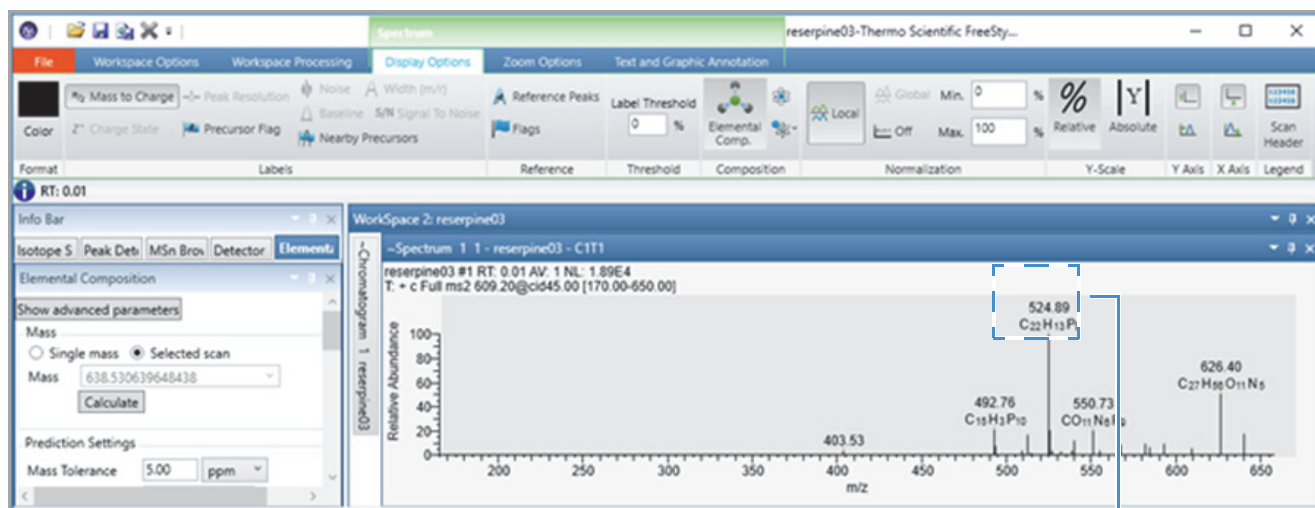 Spectrum
reserpine03-Thermo Scientific FreeSty...
File Workspace Options Workspace Processing Display Options Zoom Options Text and Graphic Annotation
m/z Mass to Charge Peak Resolution Noise Width (m/r) Reference Peaks Label Threshold Local Global Min. 0 % % |Y|
Baseline S/N Signal To Noise
Color Z+ Charge State Precursor Flag Nearby Precursors Flags 0 % Elemental Comp. Off Max. 100 % Relative Absolute Scan Header
Format Labels Reference Threshold Composition Normalization Y-Scale Y Axis X Axis Legend
RT: 0.01
Info Bar
WorkSpace 2: reserpine03
Isotope S Peak Det MSn Brov Detector Elementa
~Spectrum 1 1 - reserpine03 - C1T1
~Chromatogram 1 reserpine03
Elemental Composition
Show advanced parameters
Mass
Single mass Selected scan
Mass 638.530639648438
Calculate
Prediction Settings
Mass Tolerance 5.00 ppm
reserpine03 #1 RT: 0.01 AV: 1 NL: 1.89E4
T: + c Full ms2 609.20@cid45.00 [170.00-650.00]
524.89
C22H13P
626.40
C27H56O11N5
492.76
C15H3P10
550.73
CO11N6P9
403.53
Relative Abundance
100
80
60
40
20
0
200 250 300 350 400 450 500 550 600 650
m/z